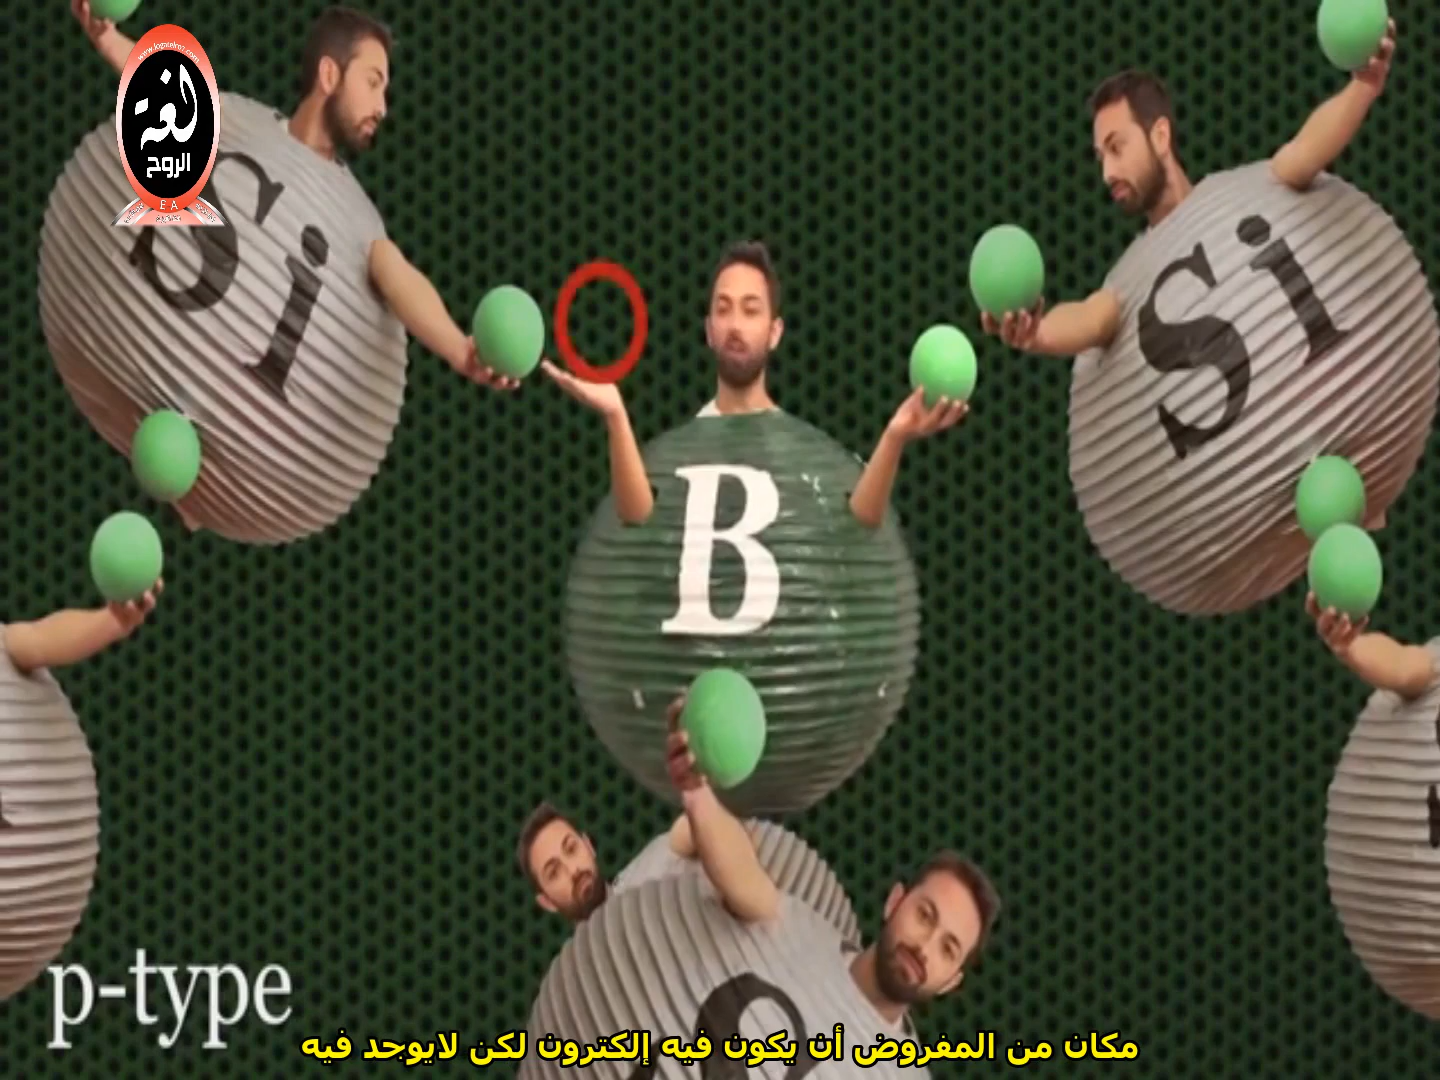 لغة
الروح
E A
Si
Si
B
p-type
مكان من المفروض أن يكون فيه إلكترون لكن لايوجد فيه